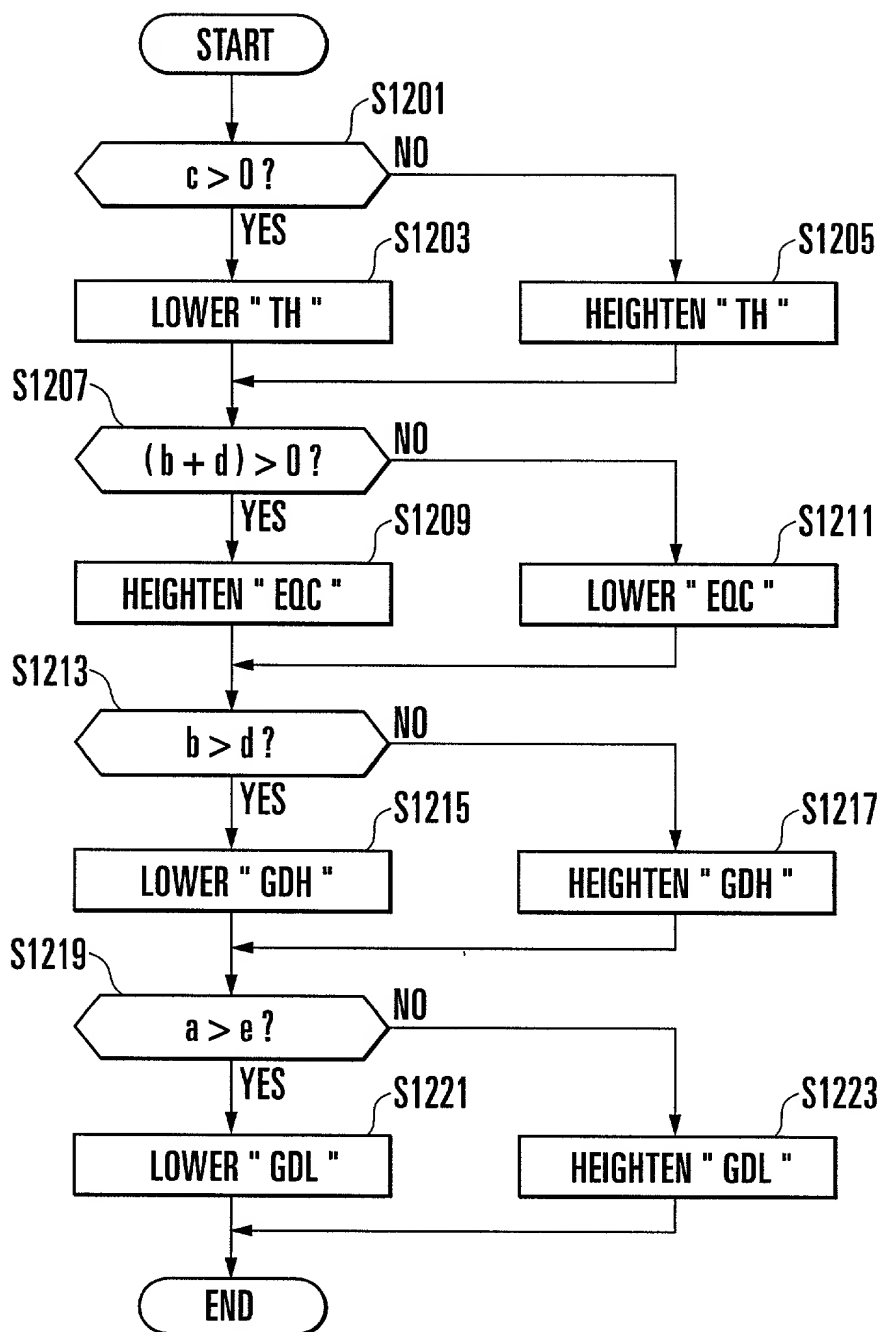 START
S1201
c > 0 ?
NO
YES
S1203
S1205
LOWER " TH "
HEIGHTEN " TH "
S1207
( b + d ) > 0 ?
NO
YES
S1209
S1211
HEIGHTEN " EQC "
LOWER " EQC "
S1213
b > d ?
NO
YES
S1215
S1217
LOWER " GDH "
HEIGHTEN " GDH "
S1219
a > e ?
NO
YES
S1221
S1223
LOWER " GDL "
HEIGHTEN " GDL "
END